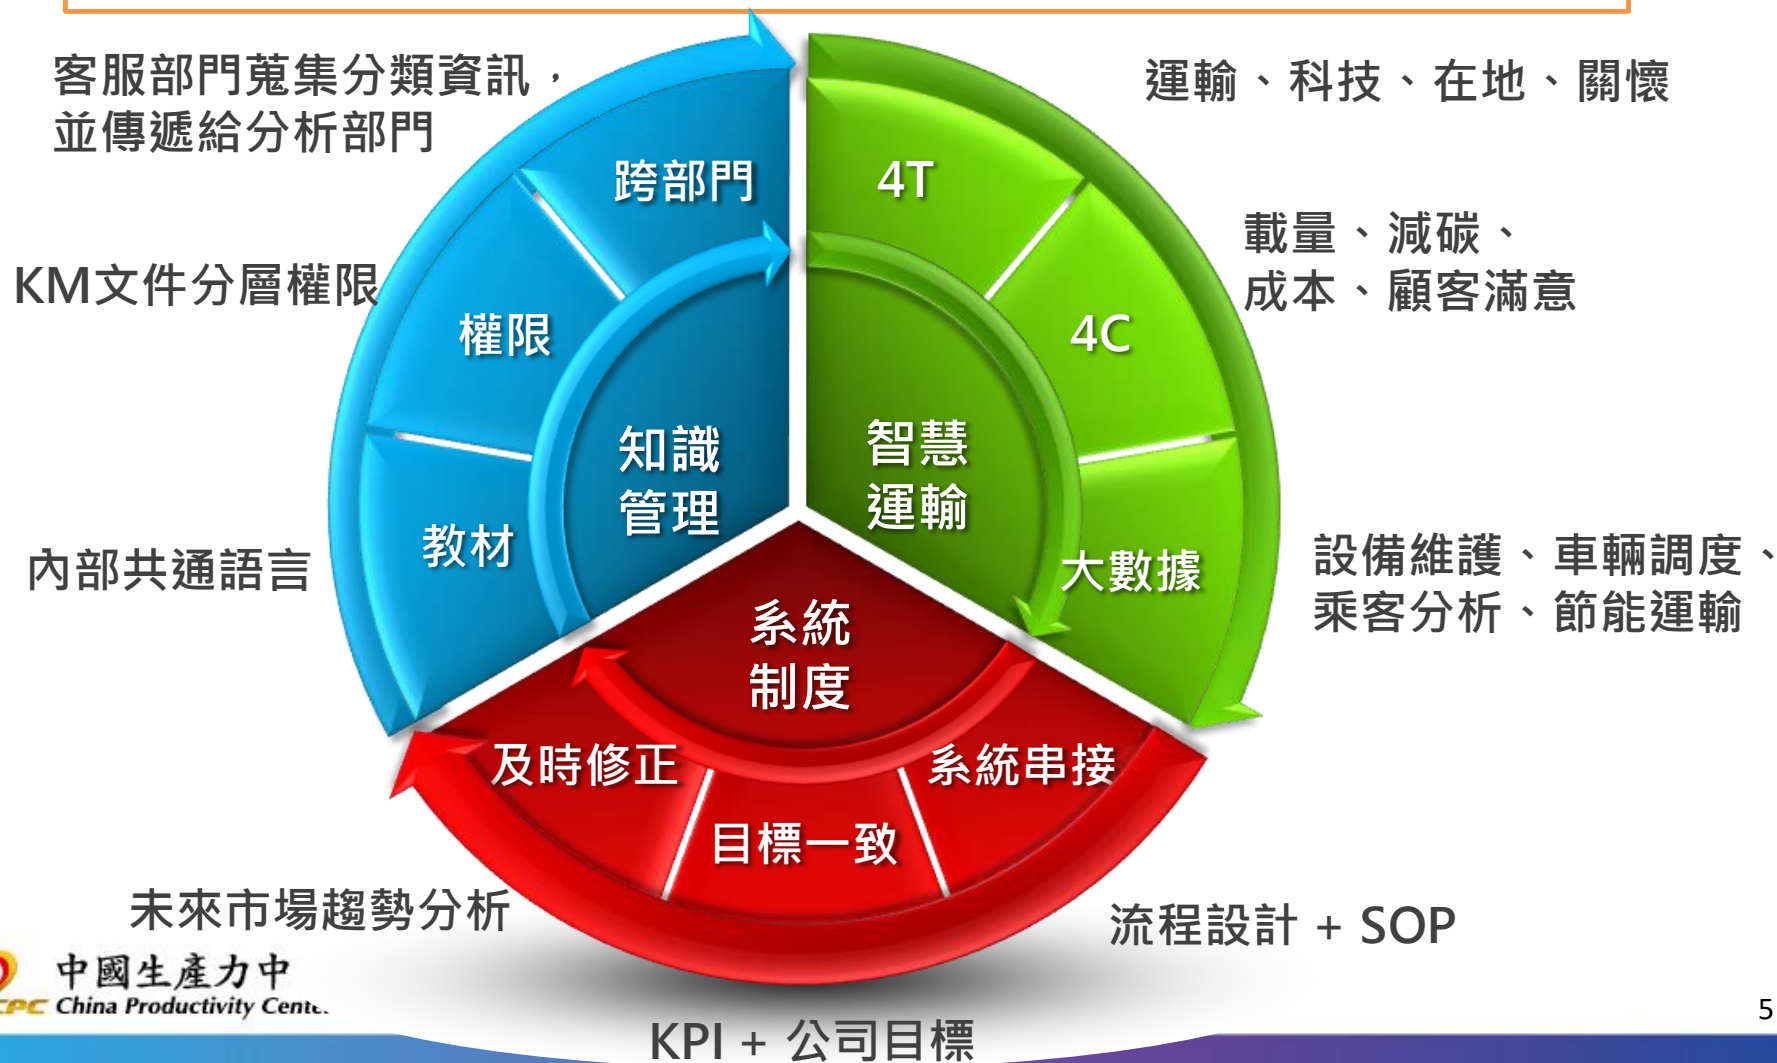 客服部門蒐集分類資訊，
並傳遞給分析部門
運輸、科技、在地、關懷
跨部門
4T
KM文件分層權限
載量、減碳、
成本、顧客滿意
權限
4C
知識
管理
智慧
運輸
內部共通語言
教材
大數據
設備維護、車輛調度、
乘客分析、節能運輸
系統
制度
及時修正
系統串接
目標一致
未來市場趨勢分析
流程設計 + SOP
中國生產力中
CPC China Productivity Cente
KPI + 公司目標
5